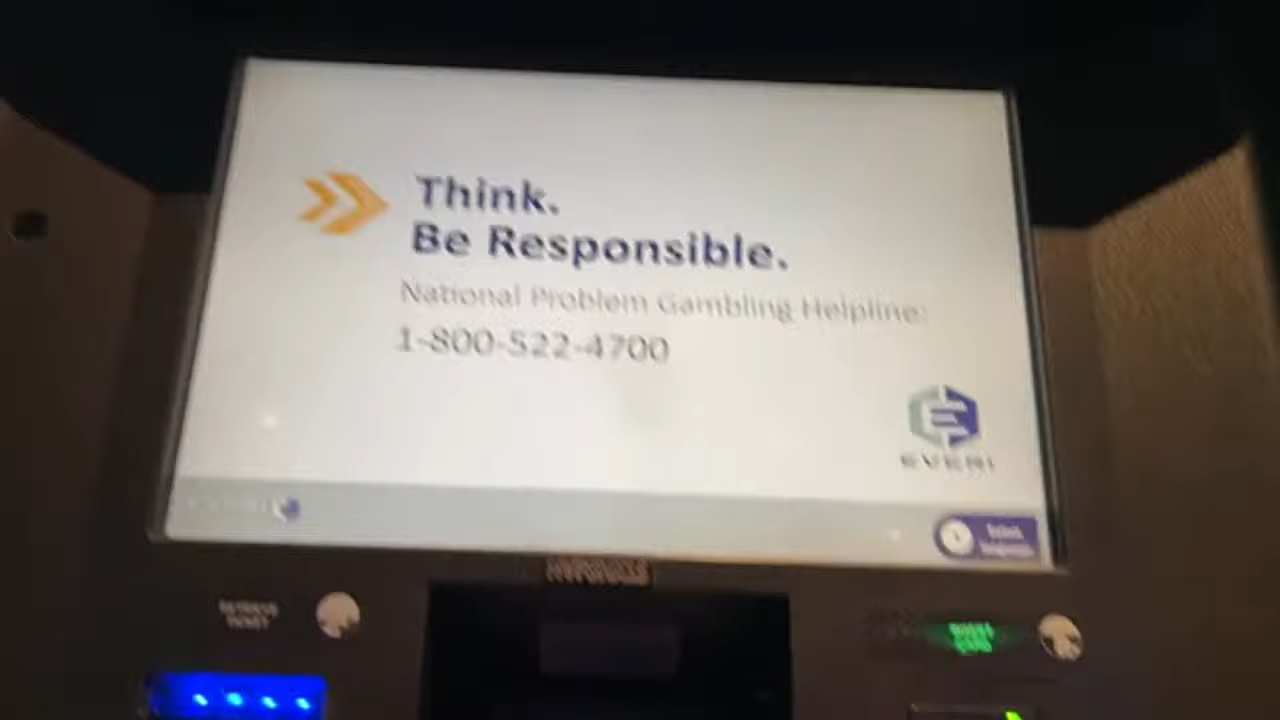 Think.
Be Responsible.
National Problem Gambling Helpline:
1-800-522-4700
EVERI